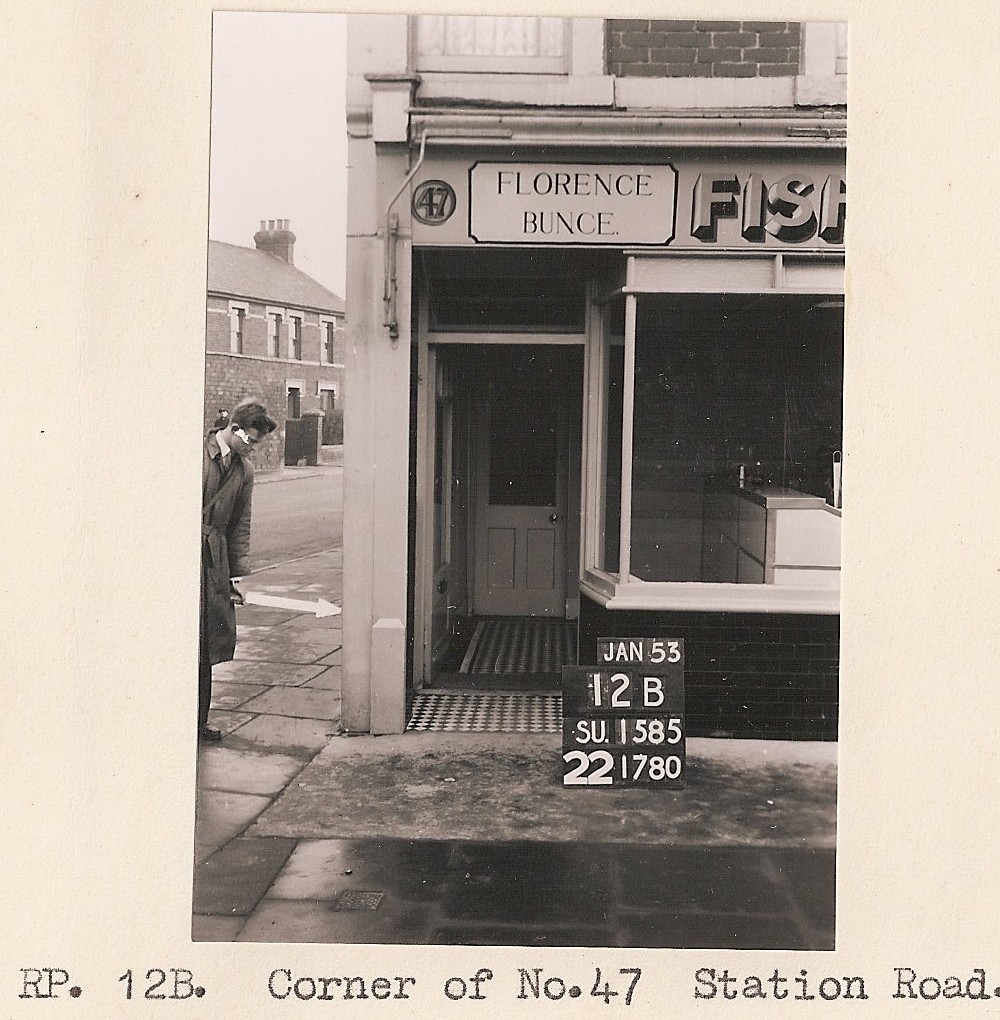 47
FLORENCE
BUNCE.
FISH
JAN 53
12 B
SU. 1585
22 1780
RP. 12B. Corner of No.47 Station Road.